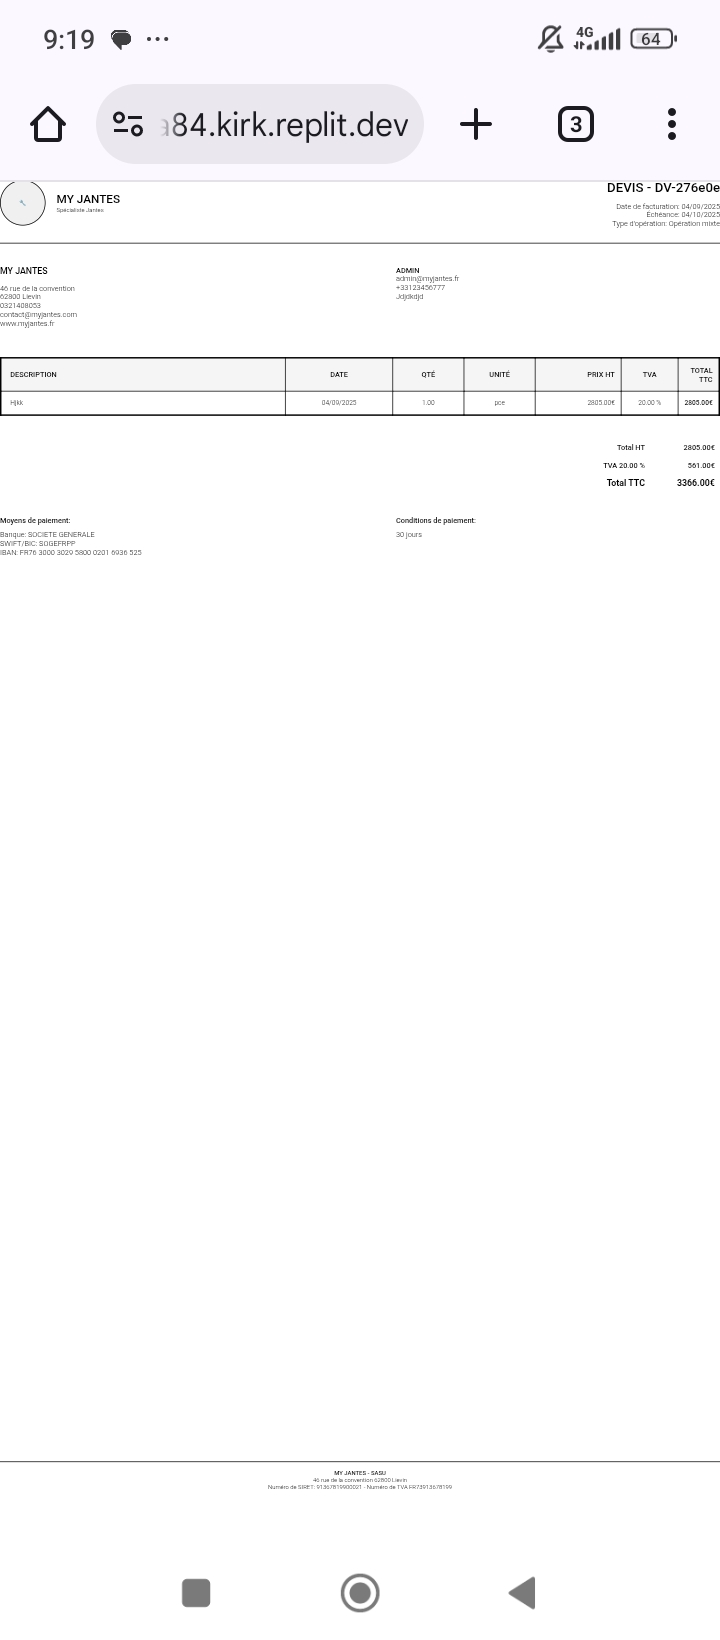 9:19
4G
64
a84.kirk.replit.dev
3
MY JANTES
Spécialiste Jantes
DEVIS - DV-276e0e
Date de facturation: 04/09/2025
Échéance: 04/10/2025
Type d'opération: Opération mixte
MY JANTES
46 rue de la convention
62800 Lievin
0321408053
contact@myjantes.com
www.myjantes.fr
ADMIN
admin@myjantes.fr
+33123456777
Jdjdkdjd
DESCRIPTION DATE QTÉ UNITÉ PRIX HT TVA TOTAL TTC
Hjkk 04/09/2025 1.00 pce 2805.00€ 20.00 % 2805.00€
Total HT 2805.00€
TVA 20.00 % 561.00€
Total TTC 3366.00€
Moyens de paiement:
Banque: SOCIETE GENERALE
SWIFT/BIC: SOGEFRPP
IBAN: FR76 3000 3029 5800 0201 6936 525
Conditions de paiement:
30 jours
MY JANTES - SASU
46 rue de la convention 62800 Lievin
Numéro de SIRET: 91367819900021 - Numéro de TVA FR73913678199